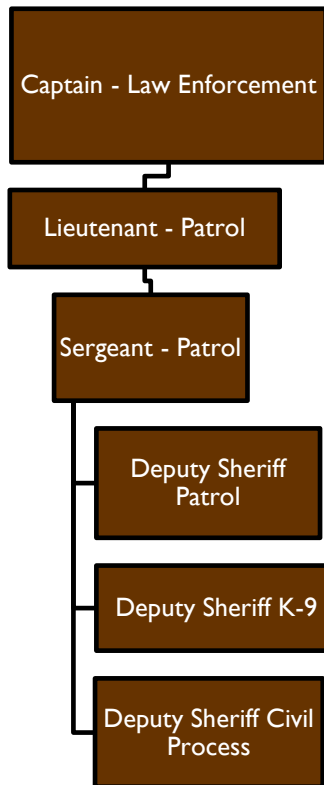 Captain - Law Enforcement
Lieutenant - Patrol
Sergeant - Patrol
Deputy Sheriff
Patrol
Deputy Sheriff K-9
Deputy Sheriff Civil
Process